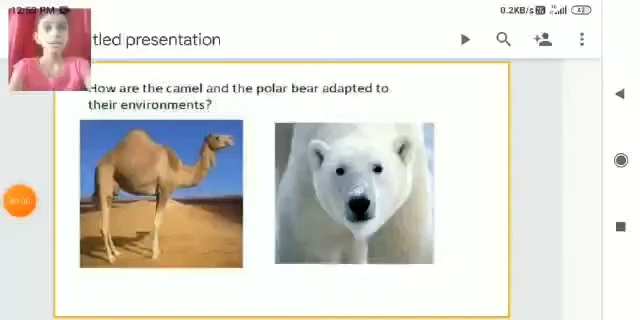 12:59 PM
0.2KB/s 42
tled presentation
How are the camel and the polar bear adapted to
their environments?